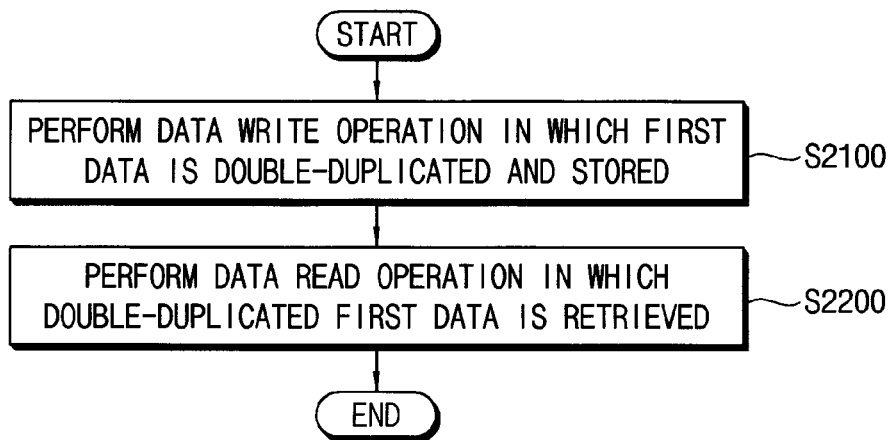 START
PERFORM DATA WRITE OPERATION IN WHICH FIRST
DATA IS DOUBLE-DUPLICATED AND STORED
S2100
PERFORM DATA READ OPERATION IN WHICH
DOUBLE-DUPLICATED FIRST DATA IS RETRIEVED
S2200
END